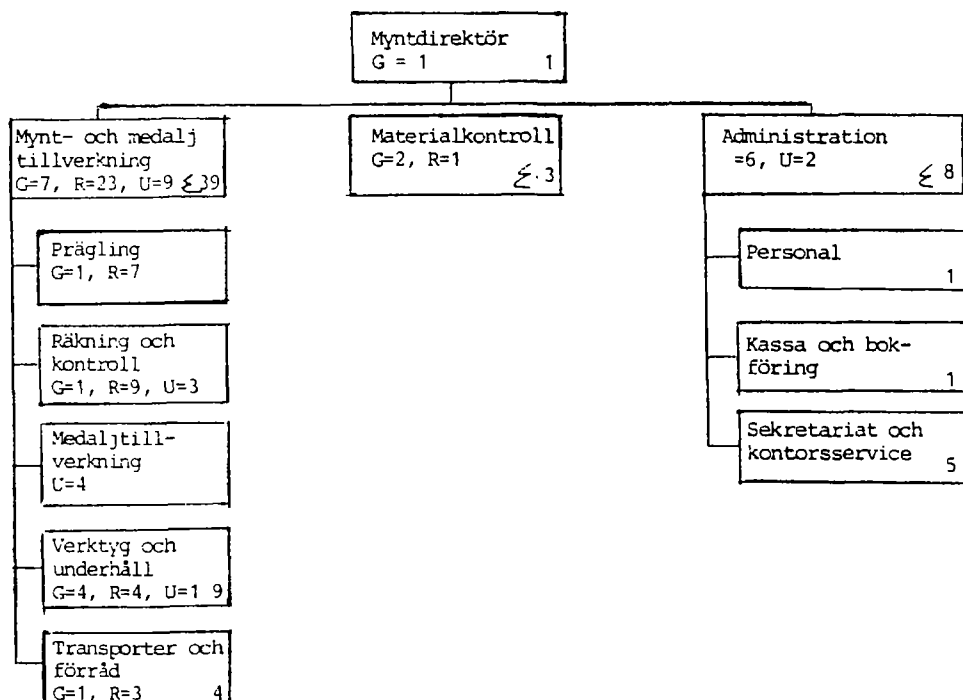 Myntdirektör
G = 1 1
Mynt- och medalj
tillverkning
G=7, R=23, U=9 Σ39
Materialkontroll
G=2, R=1
Σ.3
Administration
=6, U=2
Σ 8
Prägling
G=1, R=7
Räkning och
kontroll
G=1, R=9, U=3
Medaljtill-
verkning
U=4
Verktyg och
underhåll
G=4, R=4, U=1 9
Transporter och
förråd
G=1, R=3 4
Personal
1
Kassa och bok-
föring
1
Sekretariat och
kontorsservice
5